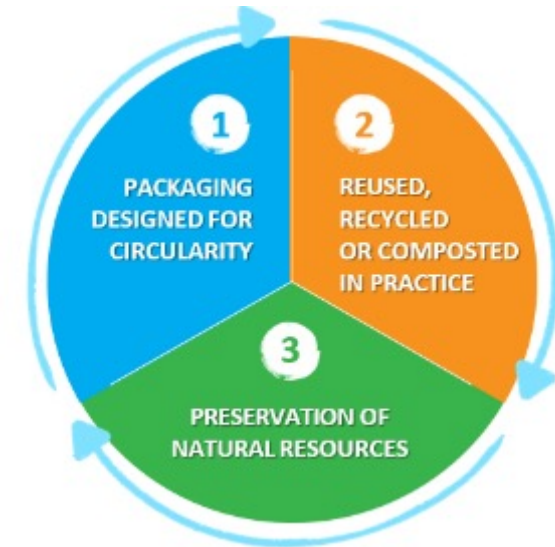 1
PACKAGING
DESIGNED FOR
CIRCULARITY
2
REUSED,
RECYCLED
OR COMPOSTED
IN PRACTICE
3
PRESERVATION OF
NATURAL RESOURCES